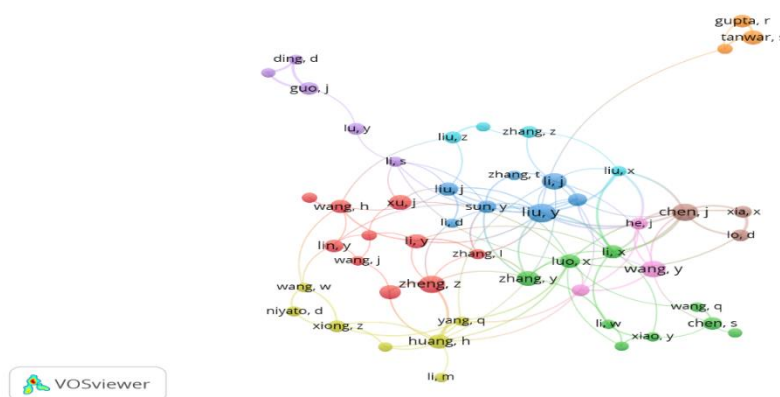 gupta, r
tanwar, s
ding, d
guo, j
lu, y
liu, z
zhang, z
li, s
zhang, t
li, j
liu, x
liu, j
sun, y
liu, y
li, d
he, j
chen, j
xia, x
lo, d
wang, h
xu, j
lin, y
li, y
wang, j
zhang, l
luo, x
li, x
wang, y
zhang, y
zheng, z
wang, w
niyato, d
xiong, z
yang, q
huang, h
li, w
xiao, y
wang, q
chen, s
li, m
VOSviewer